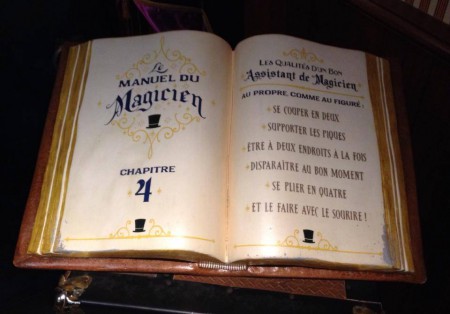 Le
MANUEL DU
Magicien
CHAPITRE
4
LES QUALITÉS D'UN BON
Assistant de Magicien
AU PROPRE, COMME AU FIGURÉ
SE COUPER EN DEUX
SUPPORTER LES PIQUES
ETRE À DEUX ENDROITS À LA FOIS
DISPARAÎTRE AU BON MOMENT
SE PLIER EN QUATRE
ET LE FAIRE AVEC LE SOURIRE !